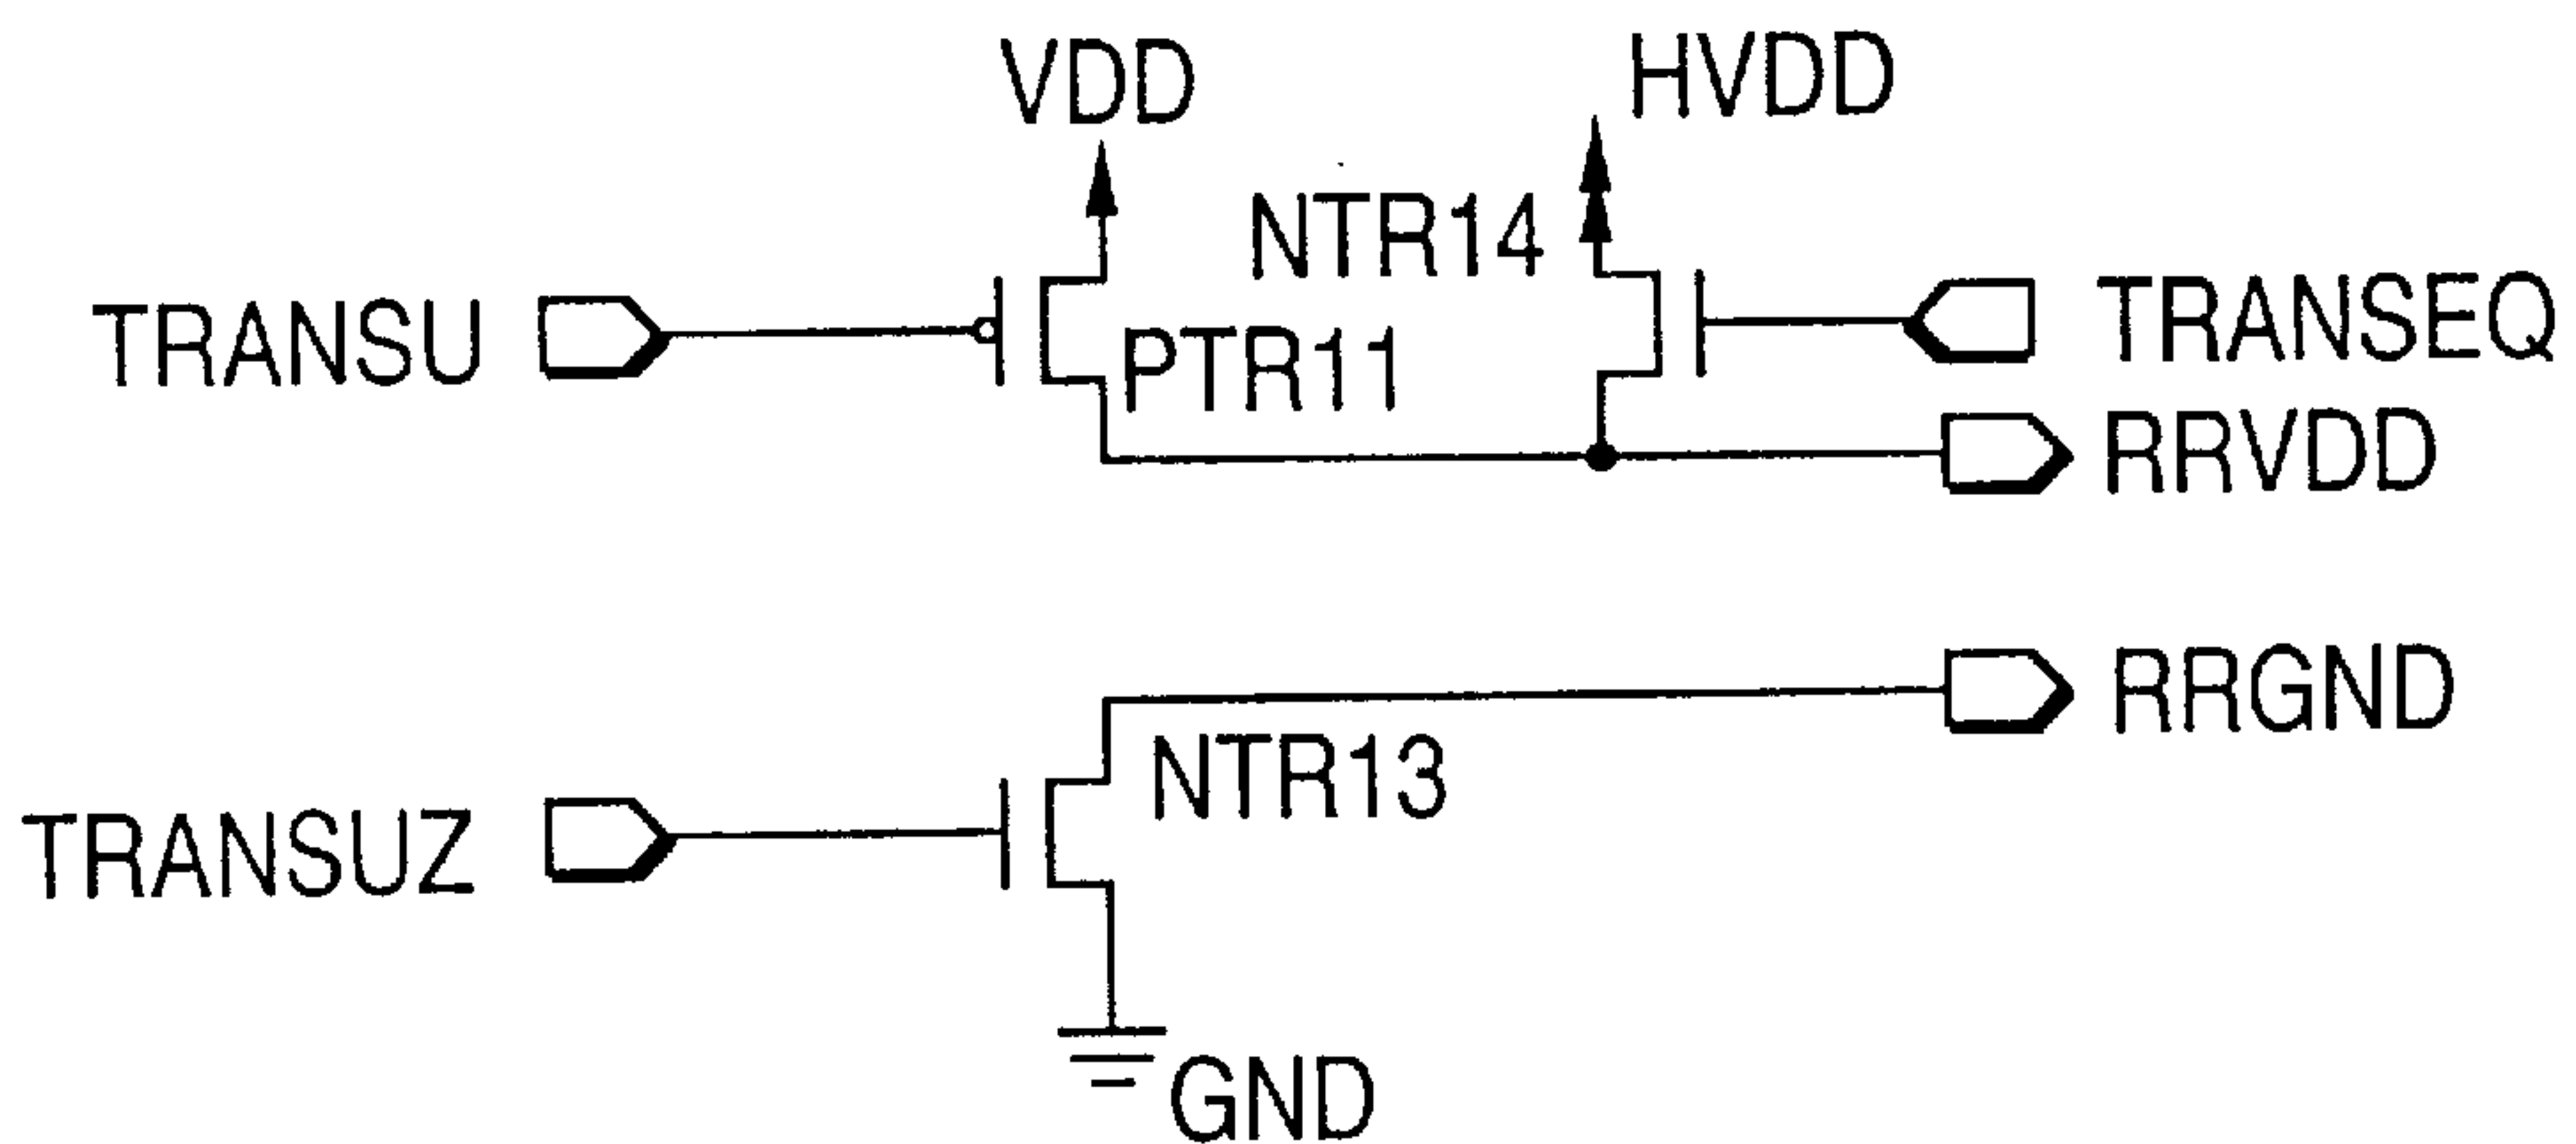 VDD
HVDD
NTR14
TRANSU
TRANSEQ
PTR11
RRVDD
RRGND
NTR13
TRANSUZ
GND